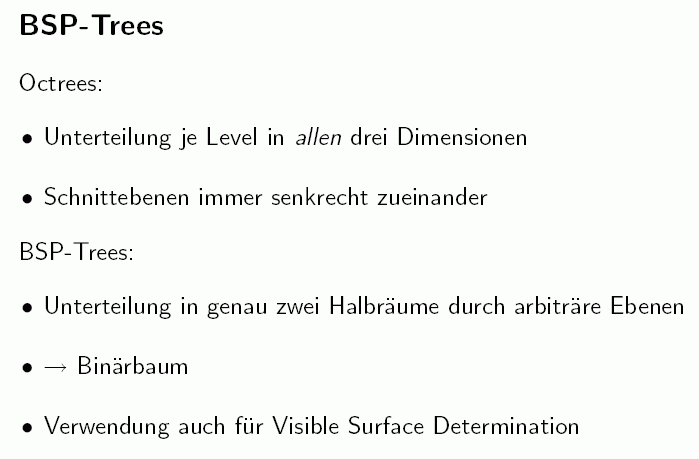 BSP-Trees
Octrees:
• Unterteilung je Level in allen drei Dimensionen
• Schnittebenen immer senkrecht zueinander
BSP-Trees:
• Unterteilung in genau zwei Halbräume durch arbiträre Ebenen
• → Binärbaum
• Verwendung auch für Visible Surface Determination